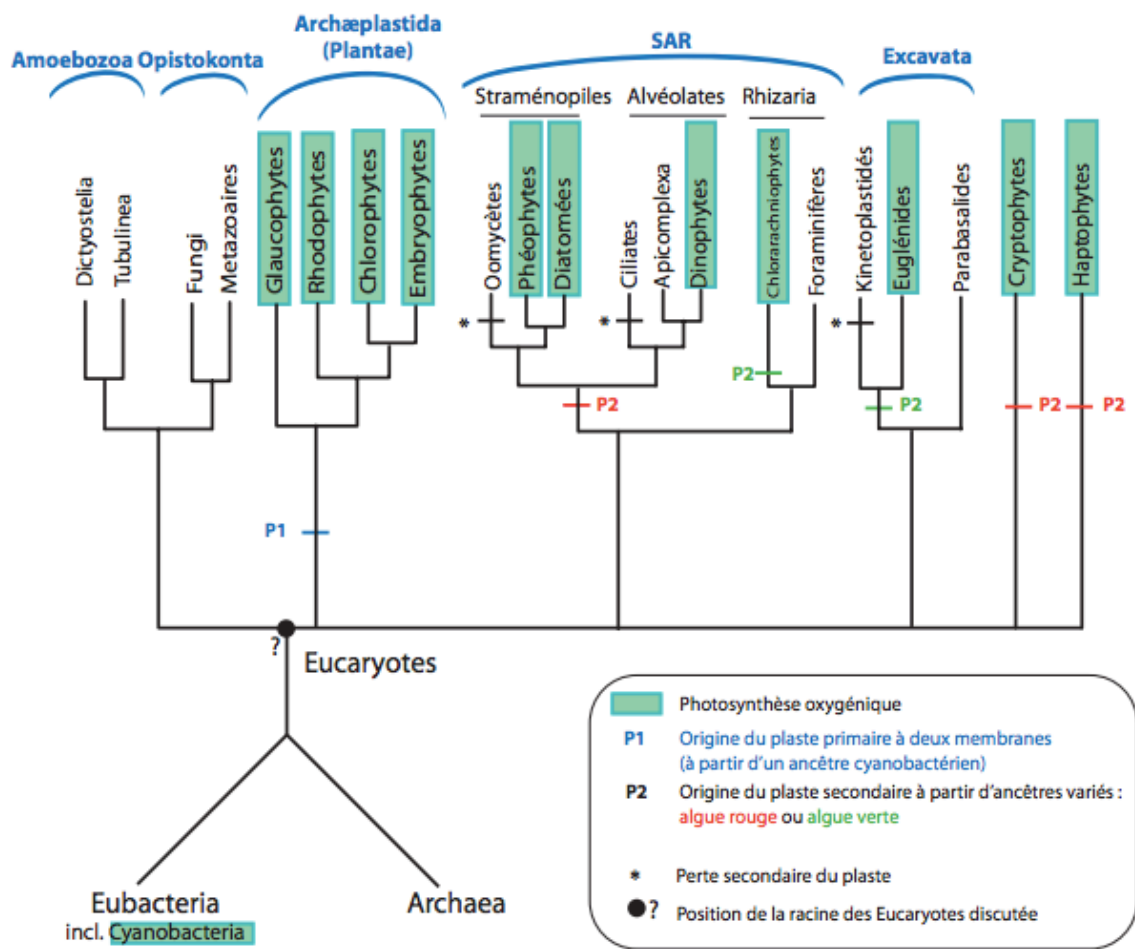 Archæplastida
(Plantae)
Amoebozoa Opistokonta
SAR
Excavata
Straménopiles
Alvéolates
Rhizaria
Dictyostelia
Tubulinea
Fungi
Metazoaires
Glaucophytes
Rhodophytes
Chlorophytes
Embryophytes
Oomycètes
Phéophytes
Diatomées
Ciliates
Apicomplexa
Dinophytes
Chlorarachniophytes
Foraminifères
Kinetoplastidés
Euglénides
Parabasalides
Cryptophytes
Haptophytes
*
*
*
P2
P2
P2
P2
P2
P1
?
Eucaryotes
Eubacteria
incl. Cyanobacteria
Archaea
Photosynthèse oxygénique
P1 Origine du plaste primaire à deux membranes
(à partir d'un ancêtre cyanobactérien)
P2 Origine du plaste secondaire à partir d'ancêtres variés :
algue rouge ou algue verte
* Perte secondaire du plaste
? Position de la racine des Eucaryotes discutée